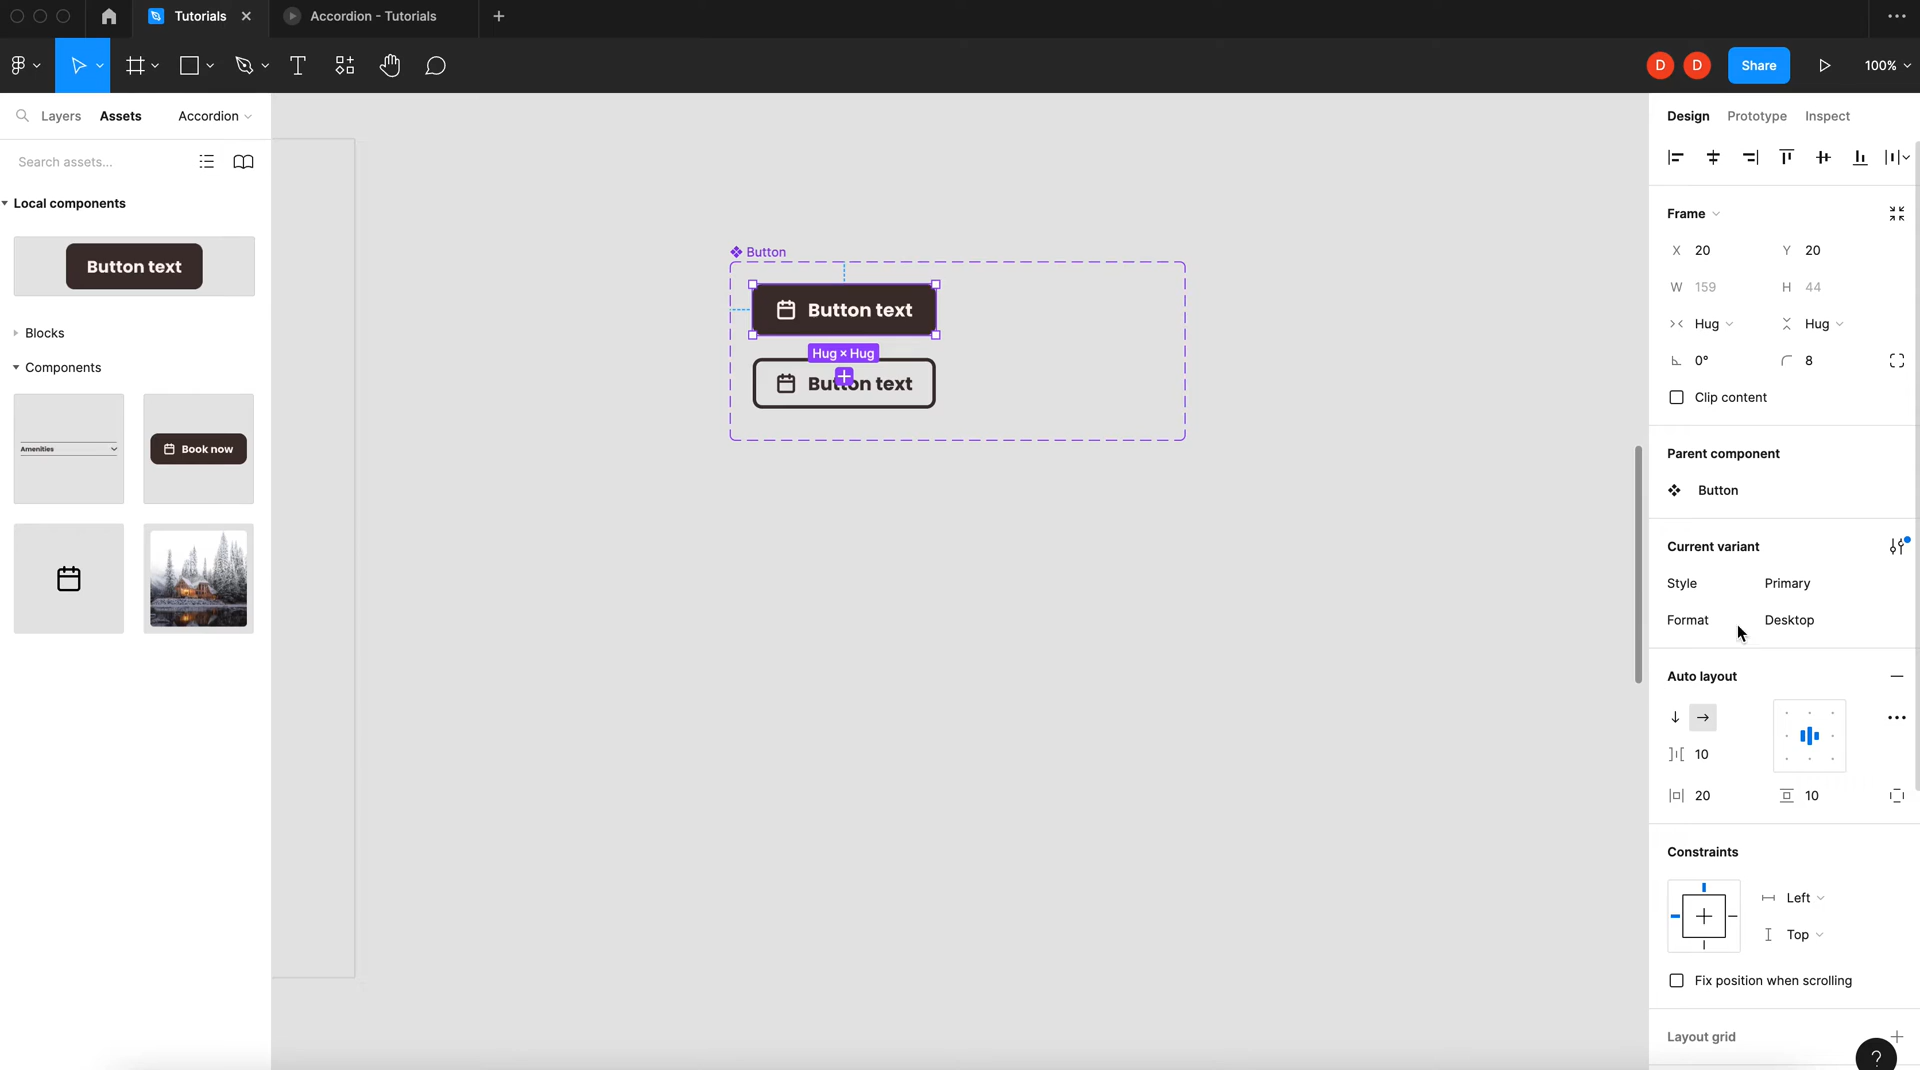 Tutorials
Accordion - Tutorials
D
D
Share
100%
Layers
Assets
Accordion
Design
Prototype
Inspect
Search assets...
Local components
Button text
Blocks
Components
Amenities
Book now
Button
Button text
Hug × Hug
Button text
Frame
X 20
Y 20
W 159
H 44
Hug
Hug
0°
8
Clip content
Parent component
Button
Current variant
Style Primary
Format Desktop
Auto layout
10
20
10
Constraints
Left
Top
Fix position when scrolling
Layout grid
?